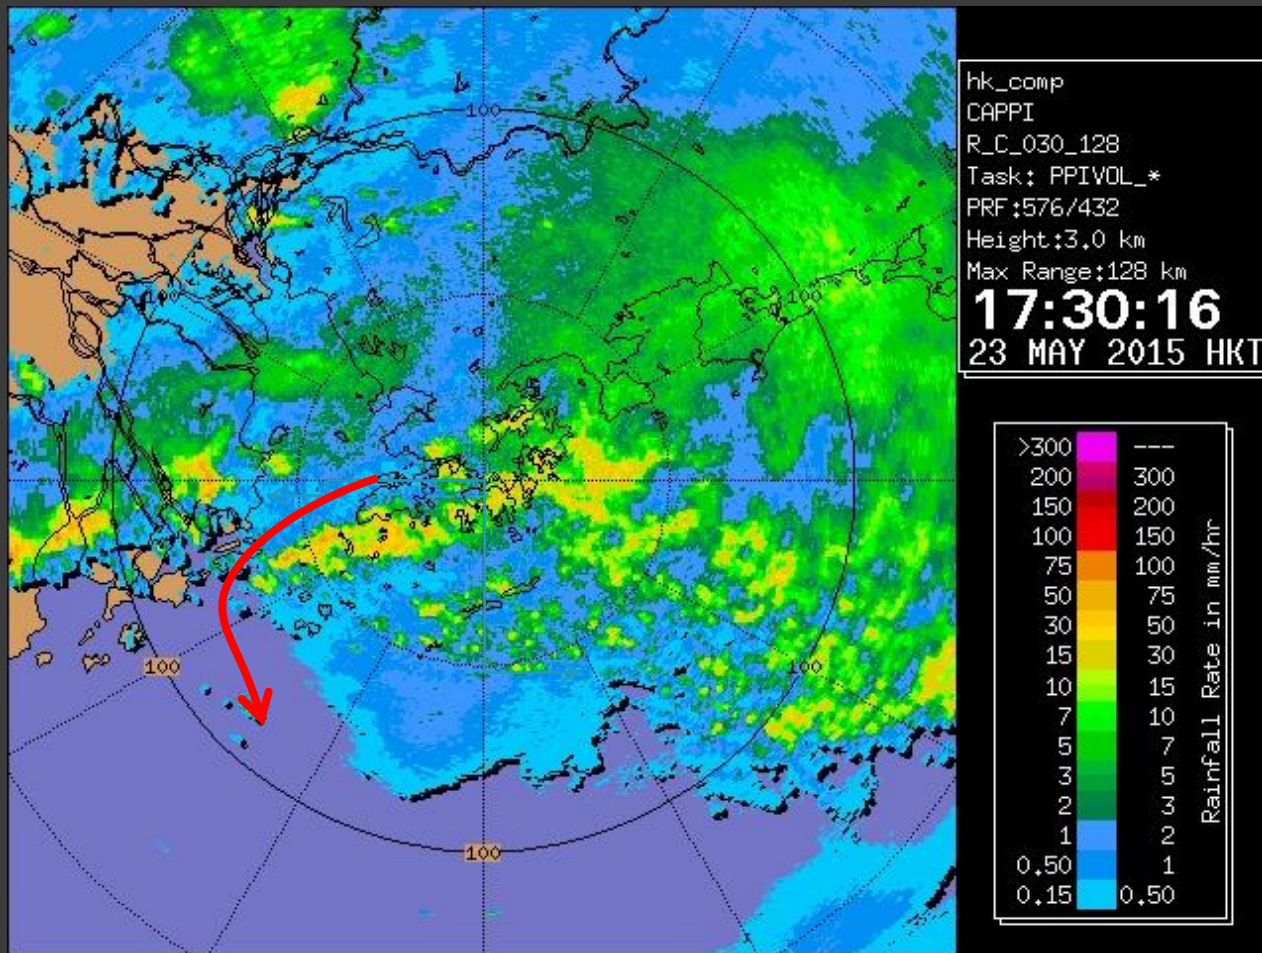 hk_comp
CAPPI
R_C_030_128
Task: PPIVOL_*
PRF:576/432
Height:3.0 km
Max Range:128 km
17:30:16
23 MAY 2015 HKT
>300 ---
200 300
150 200
100 150
75 100
50 75
30 50
15 30
10 15
7 10
5 7
3 5
2 3
1 2
0.50 1
0.15 0.50
Rainfall Rate in mm/hr
100
100
100
100
100